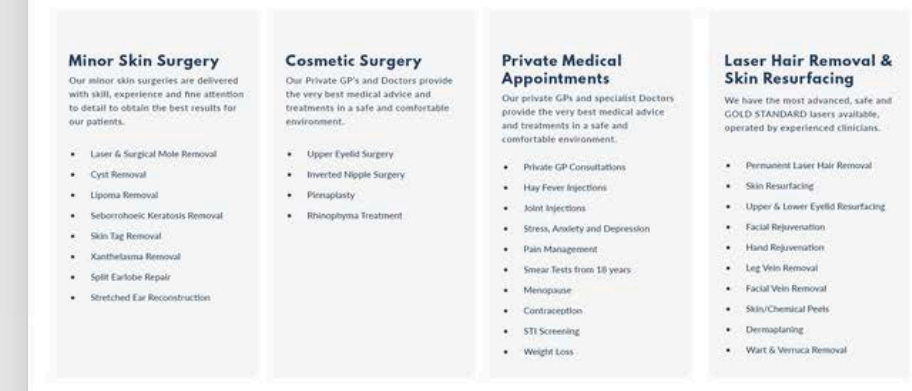 Minor Skin Surgery
Our minor skin surgeries are delivered
with skill, experience and fine attention
to detail to obtain the best results for
our patients.
• Laser & Surgical Mole Removal
• Cyst Removal
• Lipoma Removal
• Seborrohoeic Keratosis Removal
• Skin Tag Removal
• Xanthelasma Removal
• Split Earlobe Repair
• Stretched Ear Reconstruction
Cosmetic Surgery
Our Private GP's and Doctors provide
the very best medical advice and
treatments in a safe and comfortable
environment.
• Upper Eyelid Surgery
• Inverted Nipple Surgery
• Pinnaplasty
• Rhinophyma Treatment
Private Medical
Appointments
Our private GPs and specialist Doctors
provide the very best medical advice
and treatments in a safe and
comfortable environment.
• Private GP Consultations
• Hay Fever Injections
• Joint Injections
• Stress, Anxiety and Depression
• Pain Management
• Smear Tests from 18 years
• Menopause
• Contraception
• STI Screening
• Weight Loss
Laser Hair Removal &
Skin Resurfacing
We have the most advanced, safe and
GOLD STANDARD lasers available,
operated by experienced clinicians.
• Permanent Laser Hair Removal
• Skin Resurfacing
• Upper & Lower Eyelid Resurfacing
• Facial Rejuvenation
• Hand Rejuvenation
• Leg Vein Removal
• Facial Vein Removal
• Skin/Chemical Peels
• Dermaplaning
• Wart & Verruca Removal